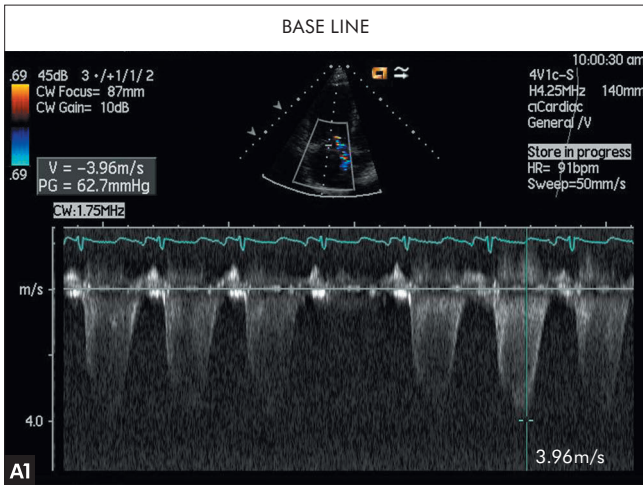 BASE LINE
.69
45dB 3 •/+1/1/2
CW Focus= 87mm
CW Gain= 10dB
.69
V = -3.96m/s
PG = 62.7mmHg
CW:1.75MHz
10:00:30 am
4V1c-S
H4.25MHz 140mm
aCardiac
General /V
Store in progress
HR= 91bpm
Sweep=50mm/s
m/s
4.0
3.96m/s
A1